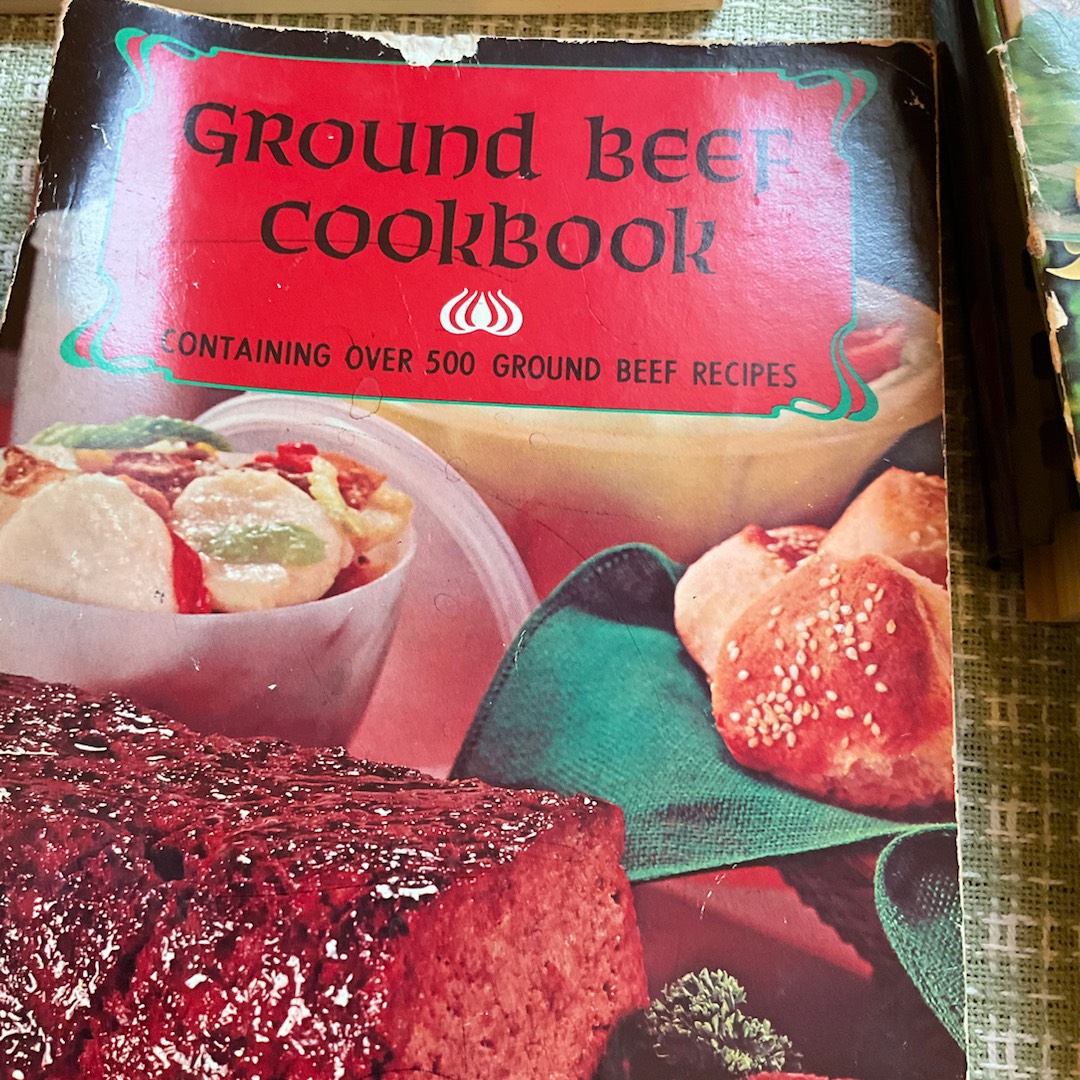 GROUND BEEF
COOKBOOK
CONTAINING OVER 500 GROUND BEEF RECIPES